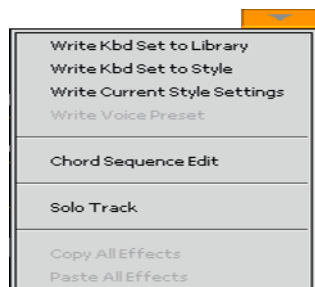 Write Kbd Set to Library
Write Kbd Set to Style
Write Current Style Settings
Write Voice Preset
Chord Sequence Edit
Solo Track
Copy All Effects
Paste All Effects